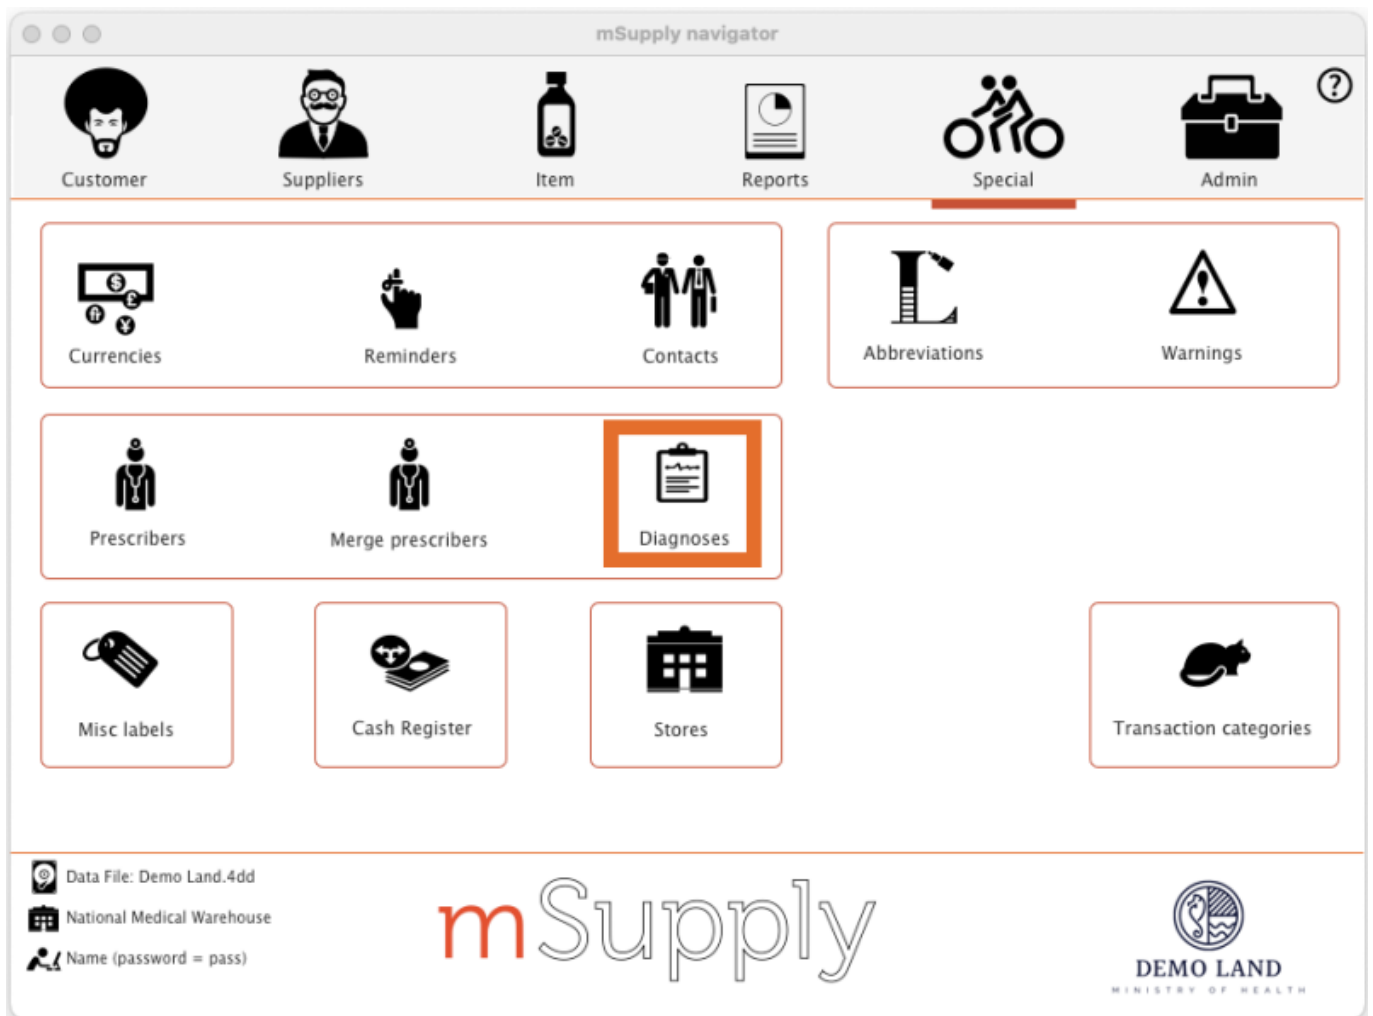 mSupply navigator
?
Customer
Suppliers
Item
Reports
Special
Admin
$
£
¥
Currencies
Reminders
Contacts
Abbreviations
Warnings
Prescribers
Merge prescribers
Diagnoses
Misc labels
Cash Register
Stores
Transaction categories
Data File: Demo Land.4dd
National Medical Warehouse
Name (password = pass)
mSupply
DEMO LAND
MINISTRY OF HEALTH